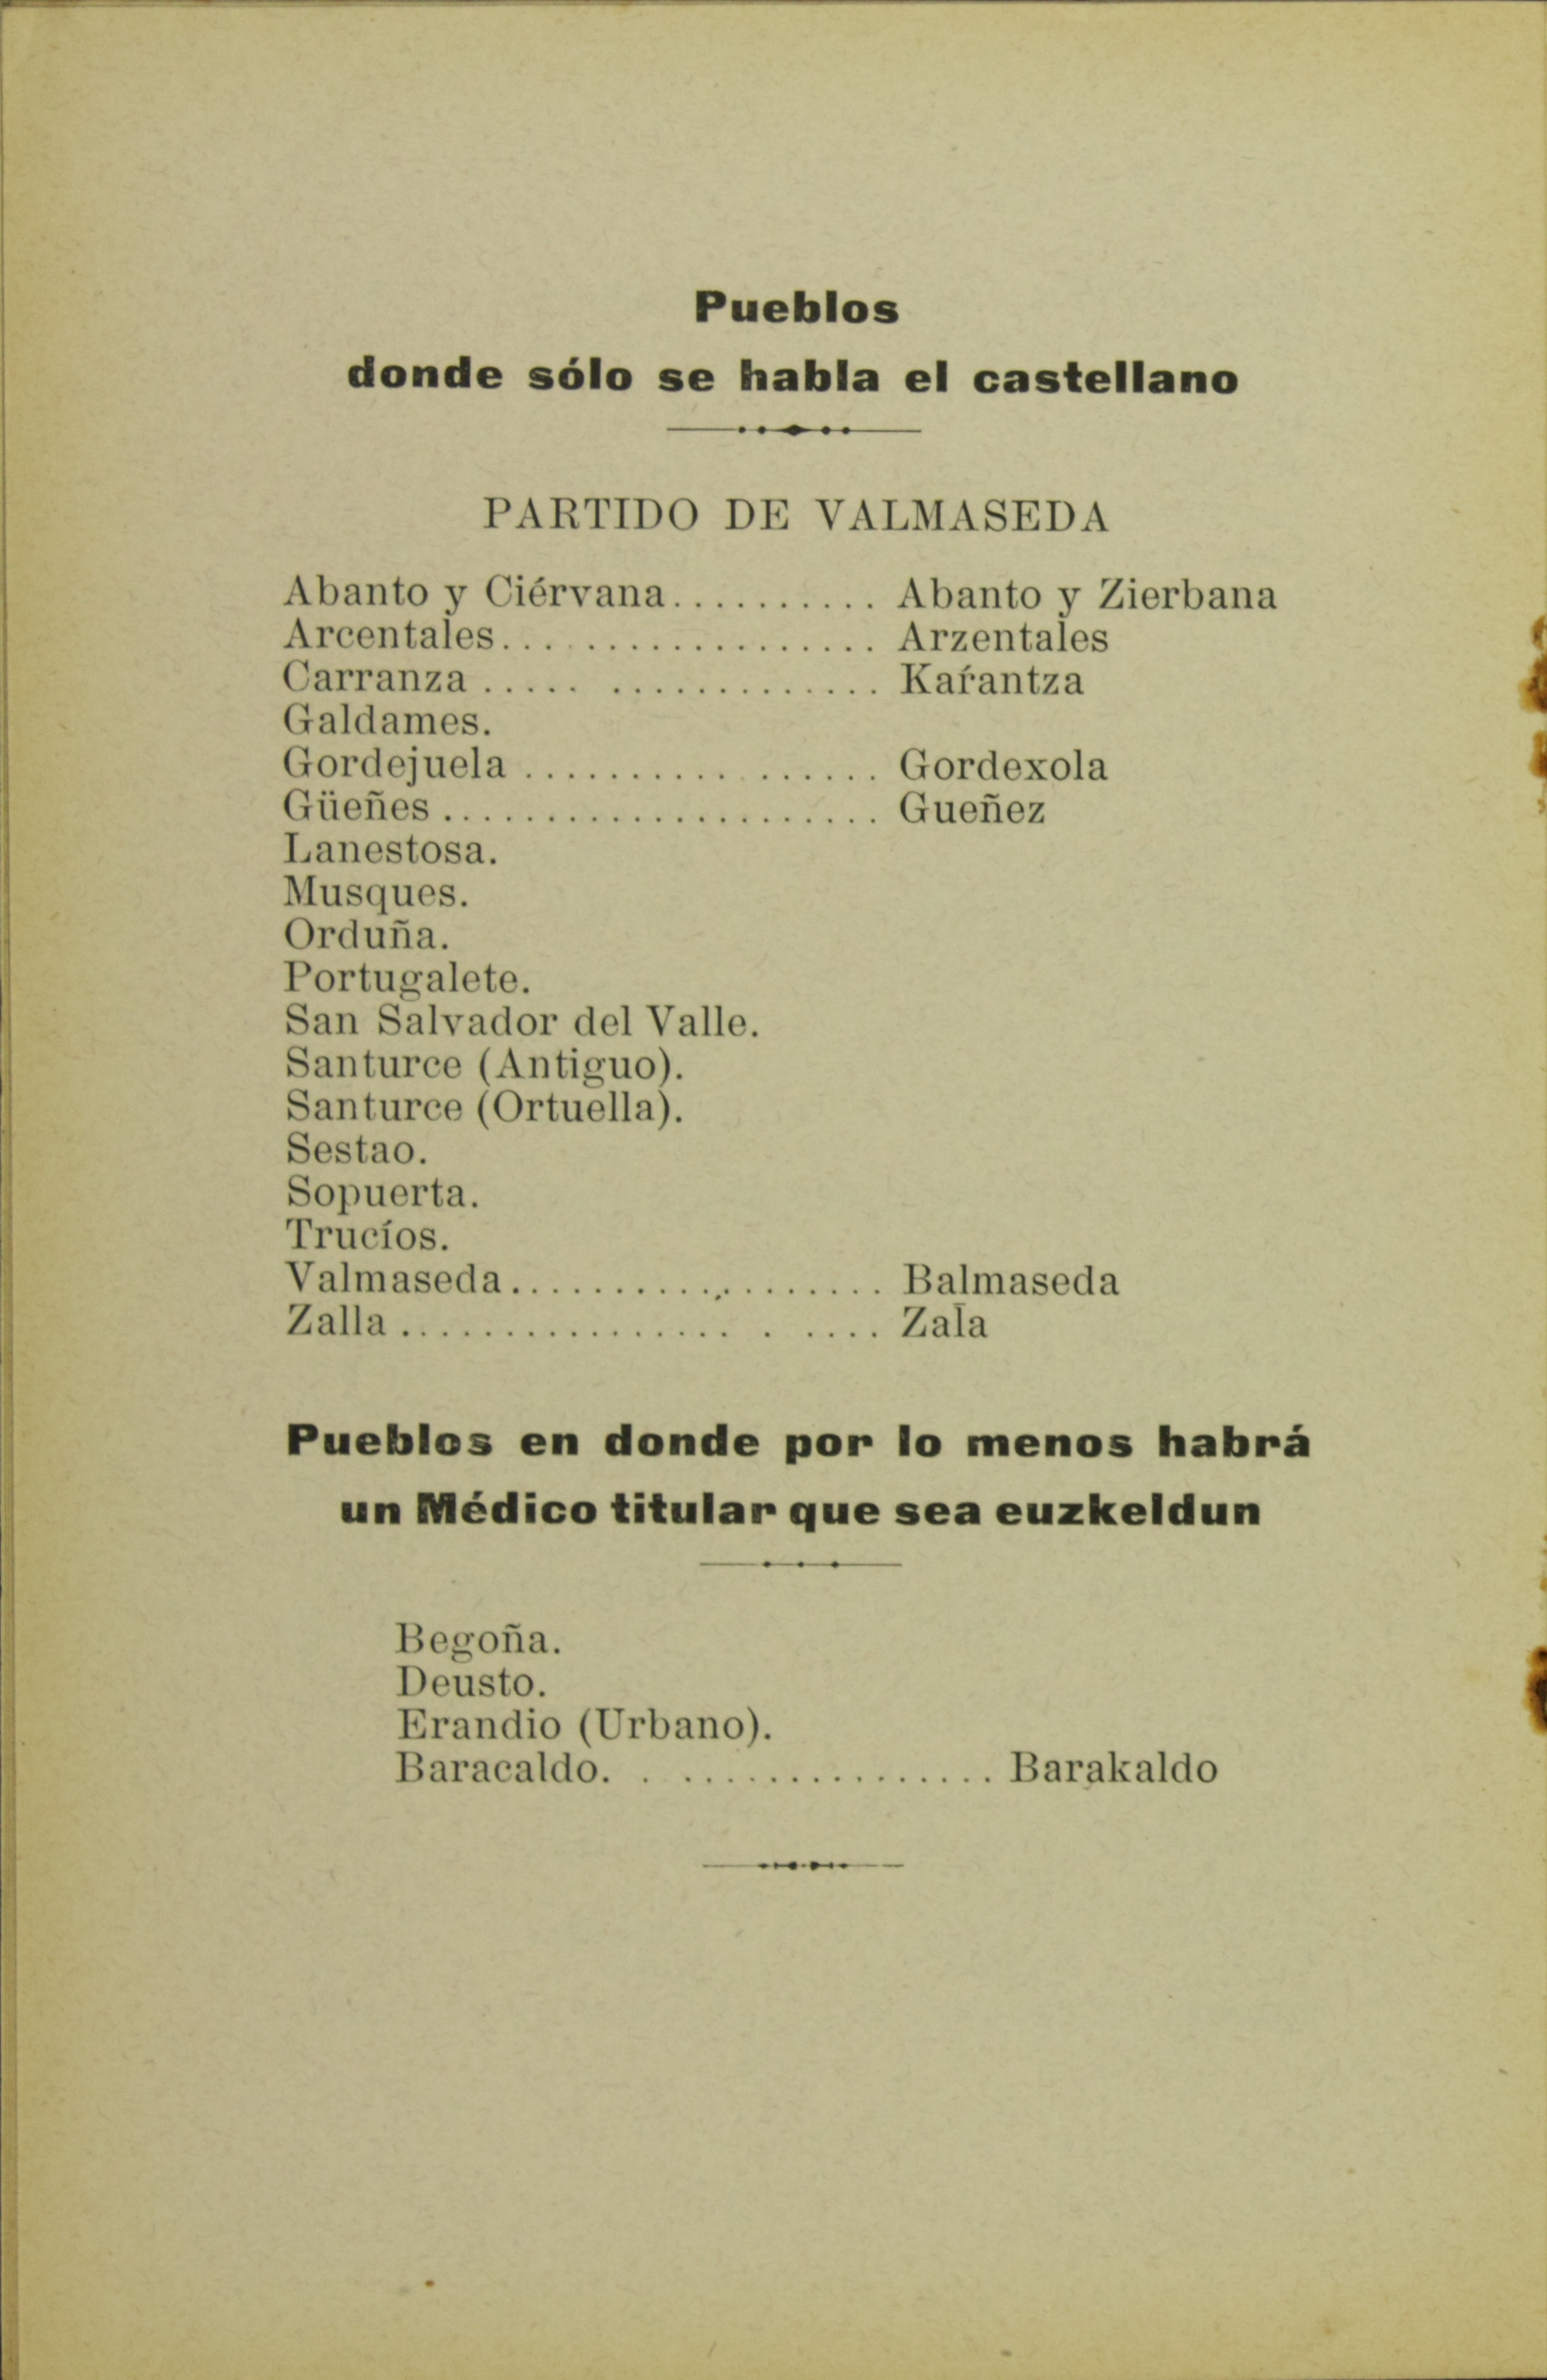 Pueblos
donde sólo se habla el castellano
PARTIDO DE VALMASEDA
Abanto y Ciérvana.......... Abanto y Zierbana
Arcentales.................. Arzentales
Carranza ..... ............. Kaŕantza
Galdames.
Gordejuela ................. Gordexola
Güeñes ..................... Gueñez
Lanestosa.
Musques.
Orduña.
Portugalete.
San Salvador del Valle.
Santurce (Antiguo).
Santurce (Ortuella).
Sestao.
Sopuerta.
Trucíos.
Valmaseda.................. Balmaseda
Zalla ................ . .... Zal̄a
Pueblos en donde por lo menos habrá
un Médico titular que sea euzkeldun
Begoña.
Deusto.
Erandio (Urbano).
Baracaldo. . ............... Barakaldo